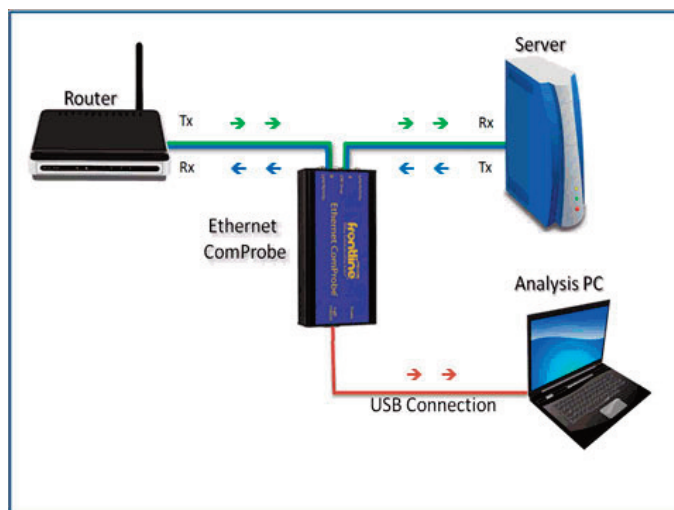 Server
Router
Tx
Rx
Rx
Tx
Ethernet
ComProbe
frontline
Ethernet ComProbe
Analysis PC
USB Connection